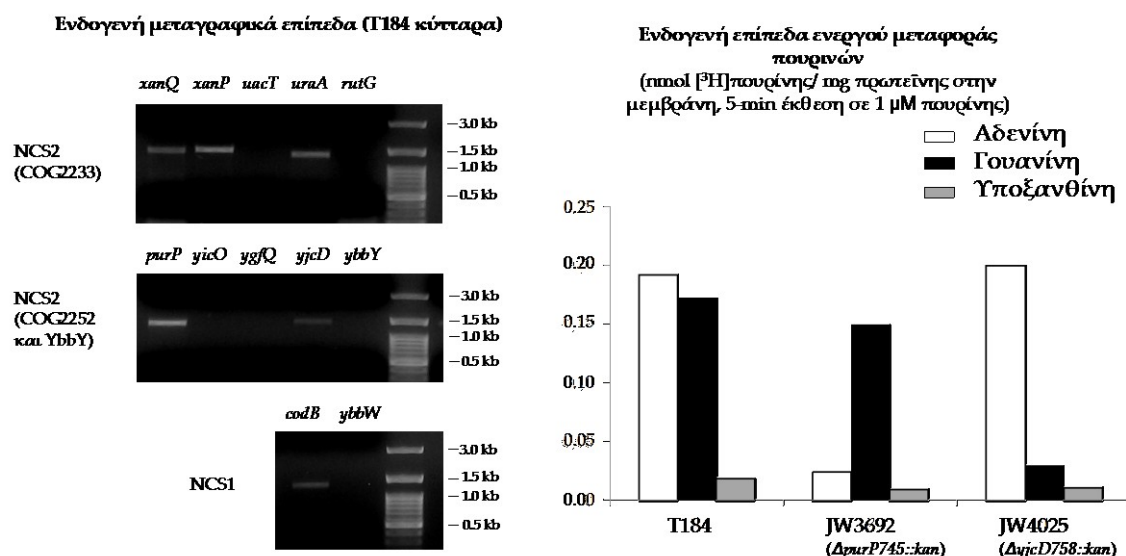 Ενδογενή μεταγραφικά επίπεδα (T184 κύτταρα)
xanQ xanP uacT uraA rutG
NCS2
(COG2233)
–3.0 kb
–1.5 kb
–1.0 kb
–0.5 kb
purP yicO ygfQ yjcD ybbY
NCS2
(COG2252
και YbbY)
–3.0 kb
–1.5 kb
–1.0 kb
–0.5 kb
codB ybbW
NCS1
–3.0 kb
–1.5 kb
–1.0 kb
–0.5 kb
Ενδογενή επίπεδα ενεργού μεταφοράς
πουρινών
(nmol [³H]πουρίνης/ mg πρωτεΐνης στην
μεμβράνη, 5-min έκθεση σε 1 μM πουρίνης)
Αδενίνη
Γουανίνη
Υποξανθίνη
0.25
0.20
0.15
0.10
0.05
0.00
T184 JW3692 JW4025
(ΔpurP745::kan) (ΔyjcD758::kan)